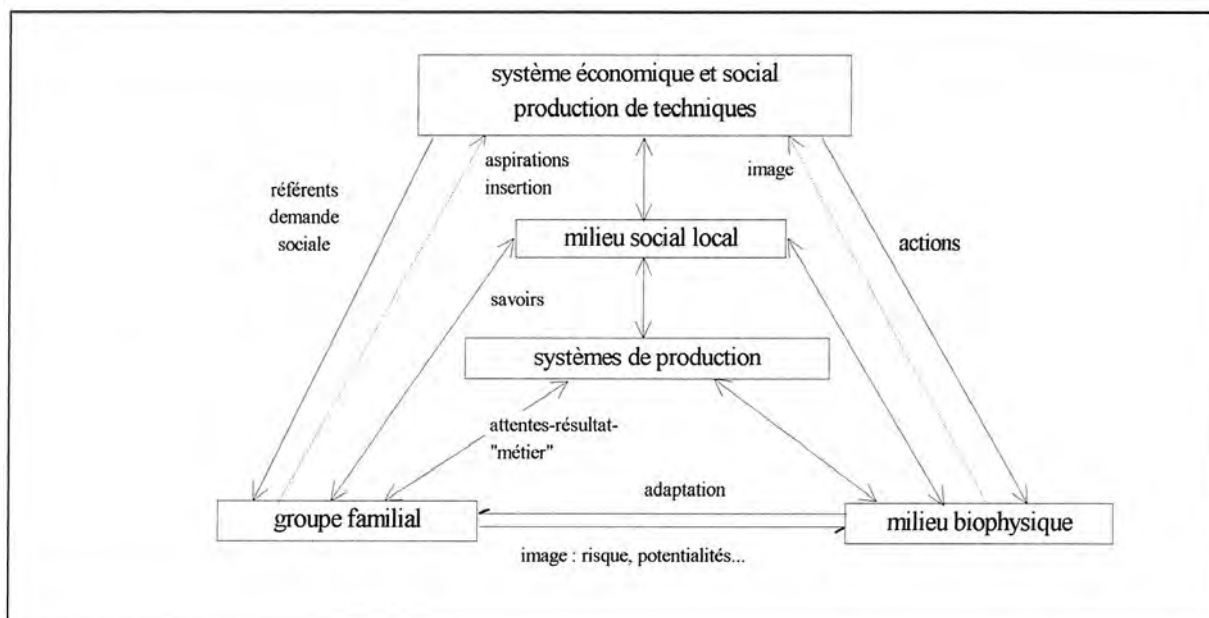 système économique et social
production de techniques
aspirations
insertion
image
référents
demande
sociale
milieu social local
actions
savoirs
systèmes de production
attentes-résultat-
"métier"
adaptation
groupe familial
milieu biophysique
image : risque, potentialités...